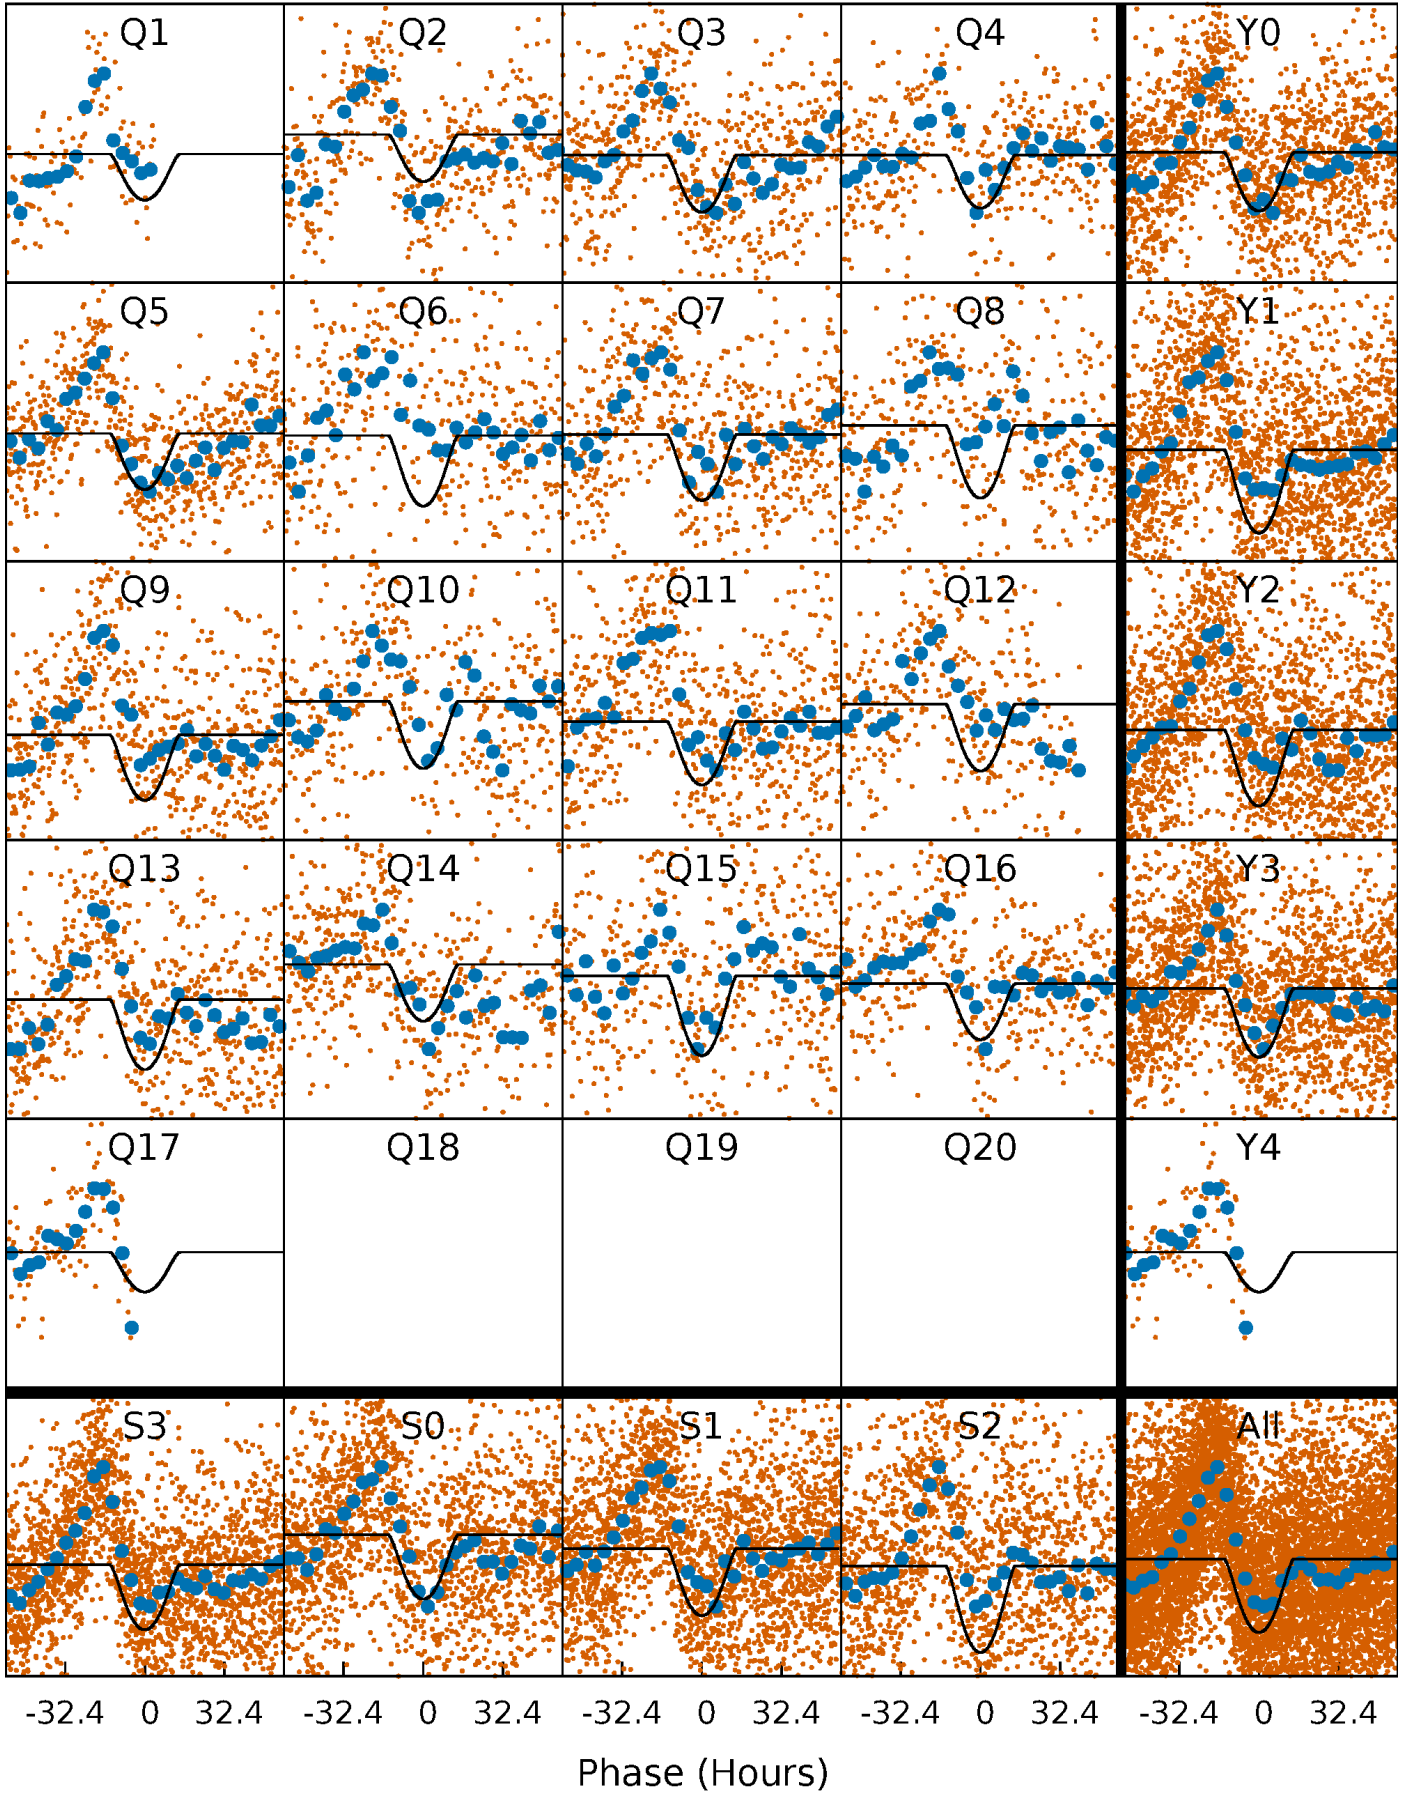 Q1 Q2 Q3 Q4 Y0
Q5 Q6 Q7 Q8 Y1
Q9 Q10 Q11 Q12 Y2
Q13 Q14 Q15 Q16 Y3
Q17 Q18 Q19 Q20 Y4
S3 S0 S1 S2 All
-32.4 0 32.4 -32.4 0 32.4 -32.4 0 32.4 -32.4 0 32.4 -32.4 0 32.4
Phase (Hours)